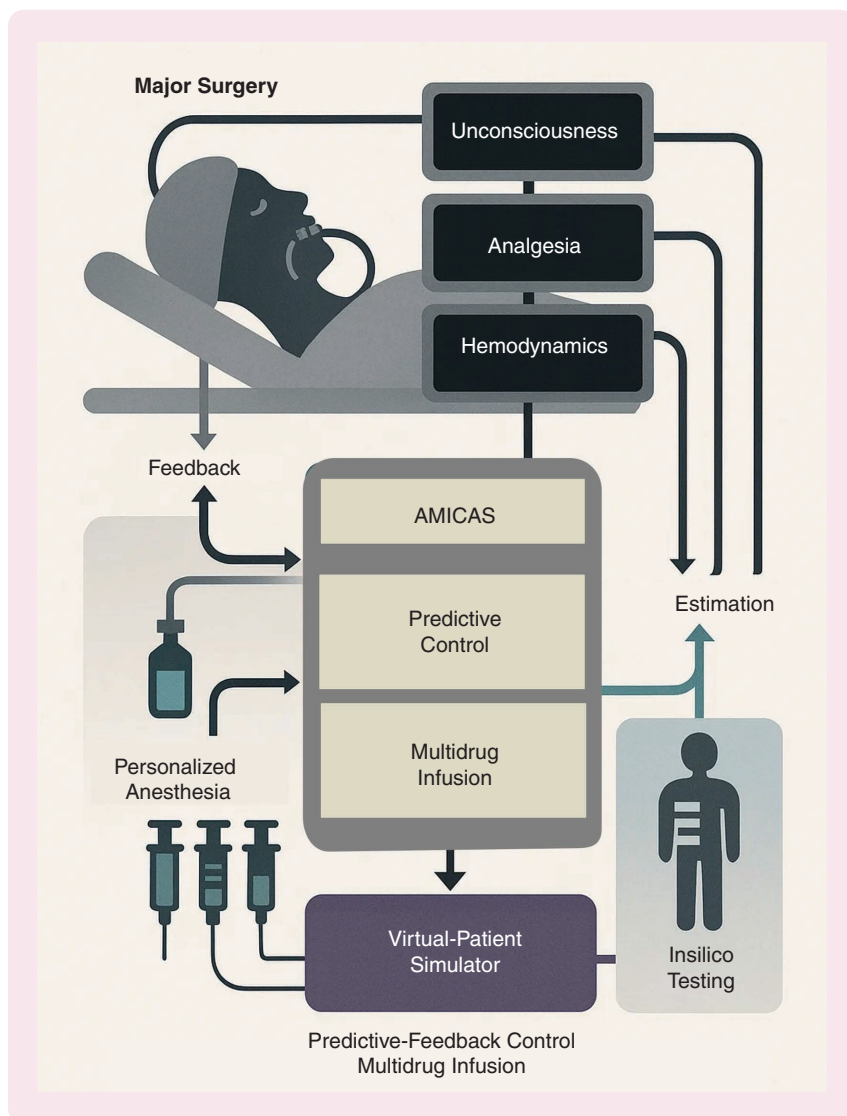 Major Surgery
Unconsciousness
Analgesia
Hemodynamics
Feedback
AMICAS
Estimation
Predictive
Control
Personalized
Anesthesia
Multidrug
Infusion
Virtual-Patient
Simulator
Insilico
Testing
Predictive-Feedback Control
Multidrug Infusion